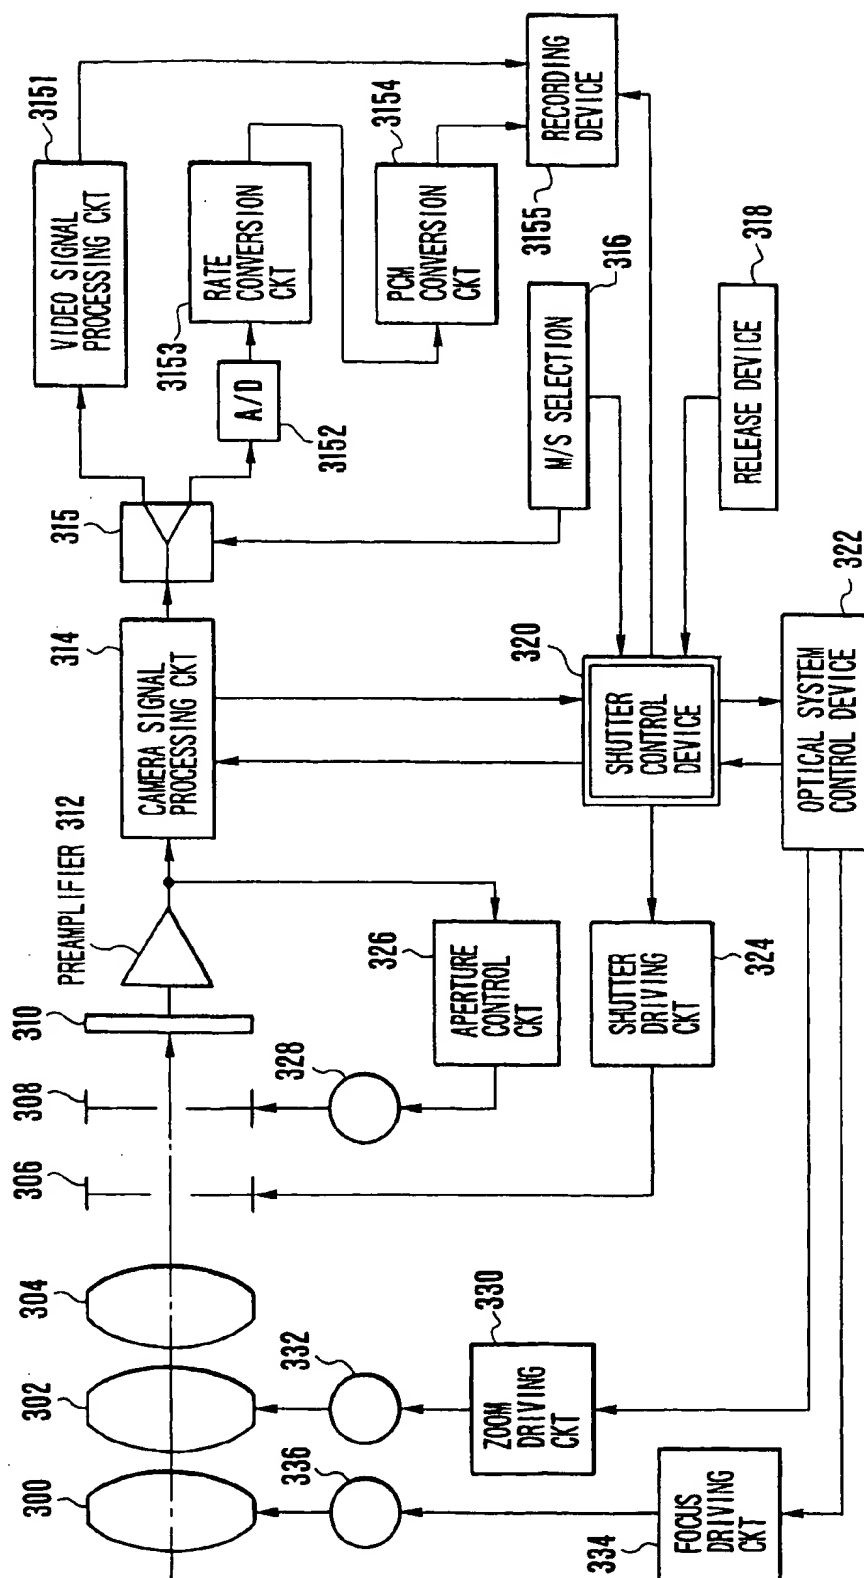 300
302
304
306
308
310
PREAMPLIFIER 312
314
CAMERA SIGNAL
PROCESSING CKT
315
3151
VIDEO SIGNAL
PROCESSING CKT
3152
A/D
3153
RATE
CONVERSION
CKT
3154
PCM
CONVERSION
CKT
3155
RECORDING
DEVICE
316
M/S SELECTION
318
RELEASE DEVICE
320
SHUTTER
CONTROL
DEVICE
322
OPTICAL SYSTEM
CONTROL DEVICE
324
SHUTTER
DRIVING
CKT
326
APERTURE
CONTROL
CKT
328
330
ZOOM
DRIVING
CKT
332
334
FOCUS
DRIVING
CKT
336